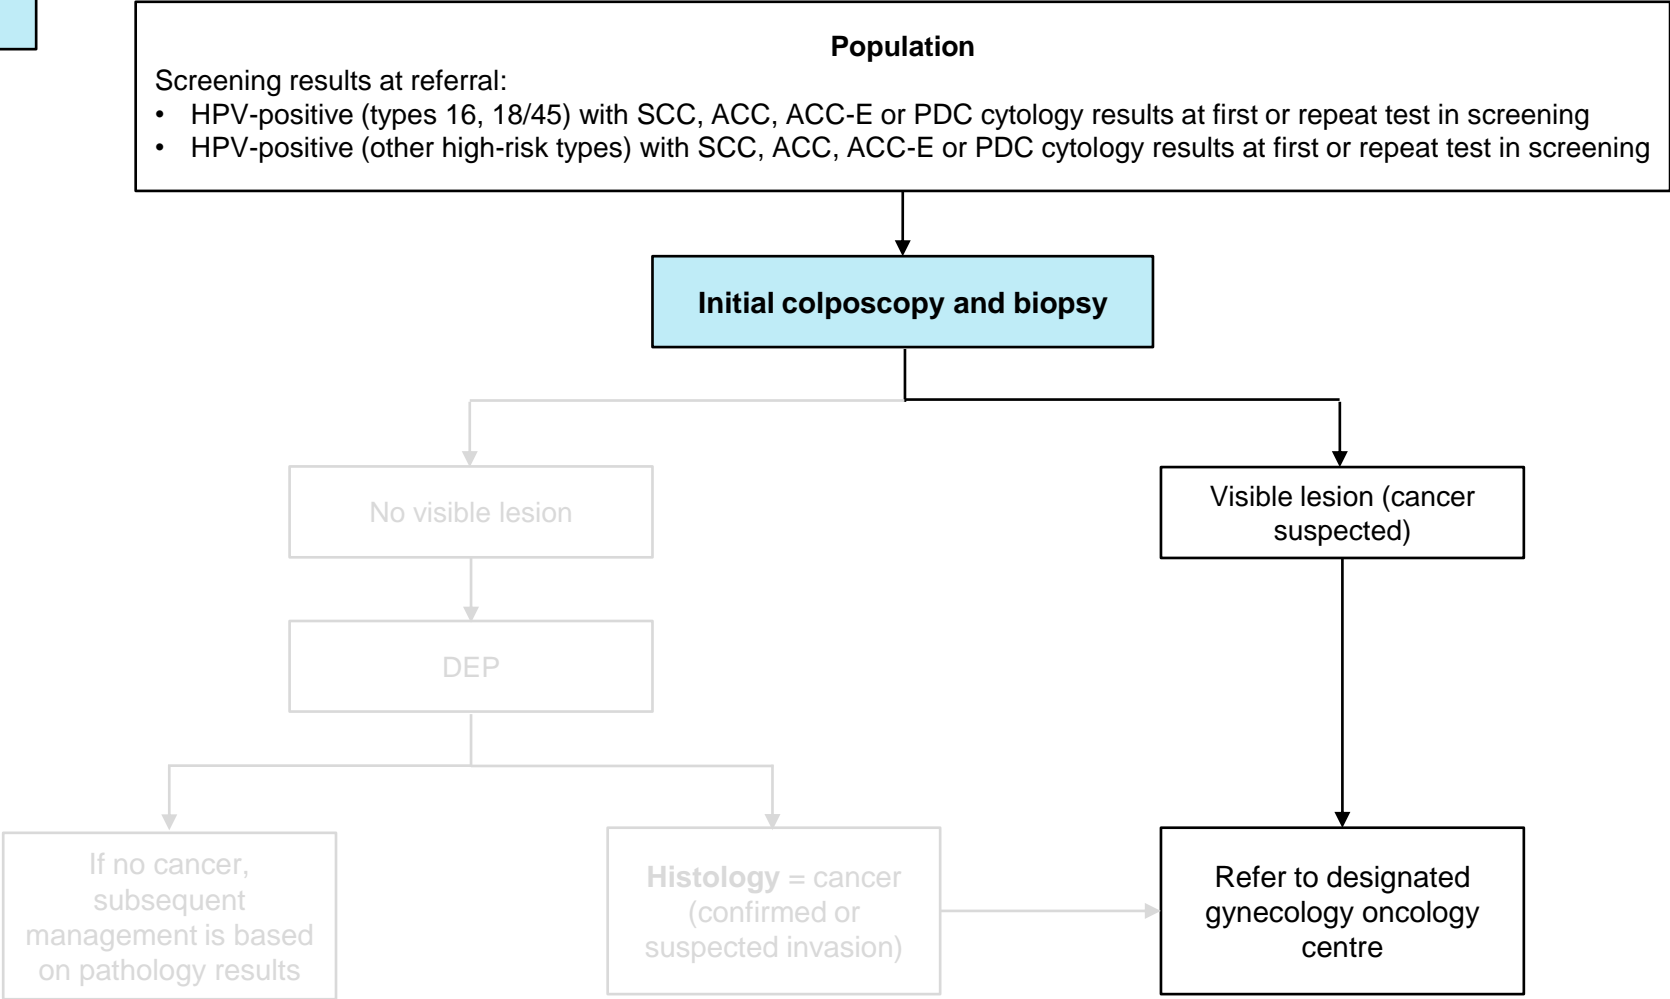 Population
Screening results at referral:
• HPV-positive (types 16, 18/45) with SCC, ACC, ACC-E or PDC cytology results at first or repeat test in screening
• HPV-positive (other high-risk types) with SCC, ACC, ACC-E or PDC cytology results at first or repeat test in screening
Initial colposcopy and biopsy
No visible lesion
Visible lesion (cancer
suspected)
DEP
If no cancer,
subsequent
management is based
on pathology results
Histology = cancer
(confirmed or
suspected invasion)
Refer to designated
gynecology oncology
centre